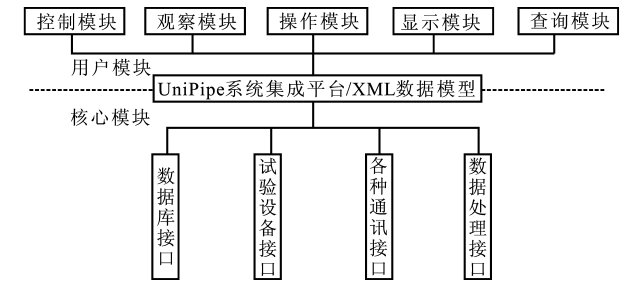 控制模块
观察模块
操作模块
显示模块
查询模块
用户模块
UniPipe系统集成平台/XML数据模型
核心模块
数据库接口
试验设备接口
各种通讯接口
数据处理接口